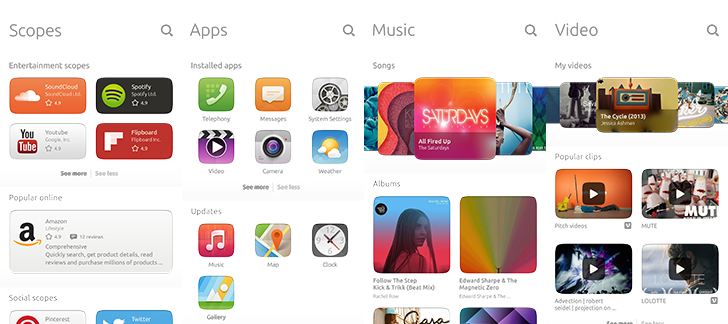 Scopes
Entertainment scopes
SoundCloud
SoundCloud Ltd.
4.9
Spotify
Spotify Ltd.
4.9
You
Tube
Youtube
Google, Inc.
4.9
Flipboard
Flipboard Inc.
4.9
See more See less
Popular online
Amazon
Lifestyle
4.9 12 reviews
Comprehensive
Quickly search, get product details, read
reviews and purchase millions of products ...
Social scopes
Pinterest
Twitter
Apps
Installed apps
Telephony
Messages
System Settings
Video
Camera
Weather
See more See less
Updates
Music
Map
Clock
Gallery
Music
Songs
SATURDAYS
All Fired Up
The Saturdays
Albums
Follow The Step
Kick & Trikk (Beat Mix)
Rachel Row
Edward Sharpe & The
Magnetic Zero
Edward Sharpe & The ...
Video
My videos
The Cycle (2013)
Jessica Ashman
Popular clips
Pitch videos
V
MUTE
MUTE
Advection | robert
seidel | projection on ...
LOLOTTE
V
See more See less